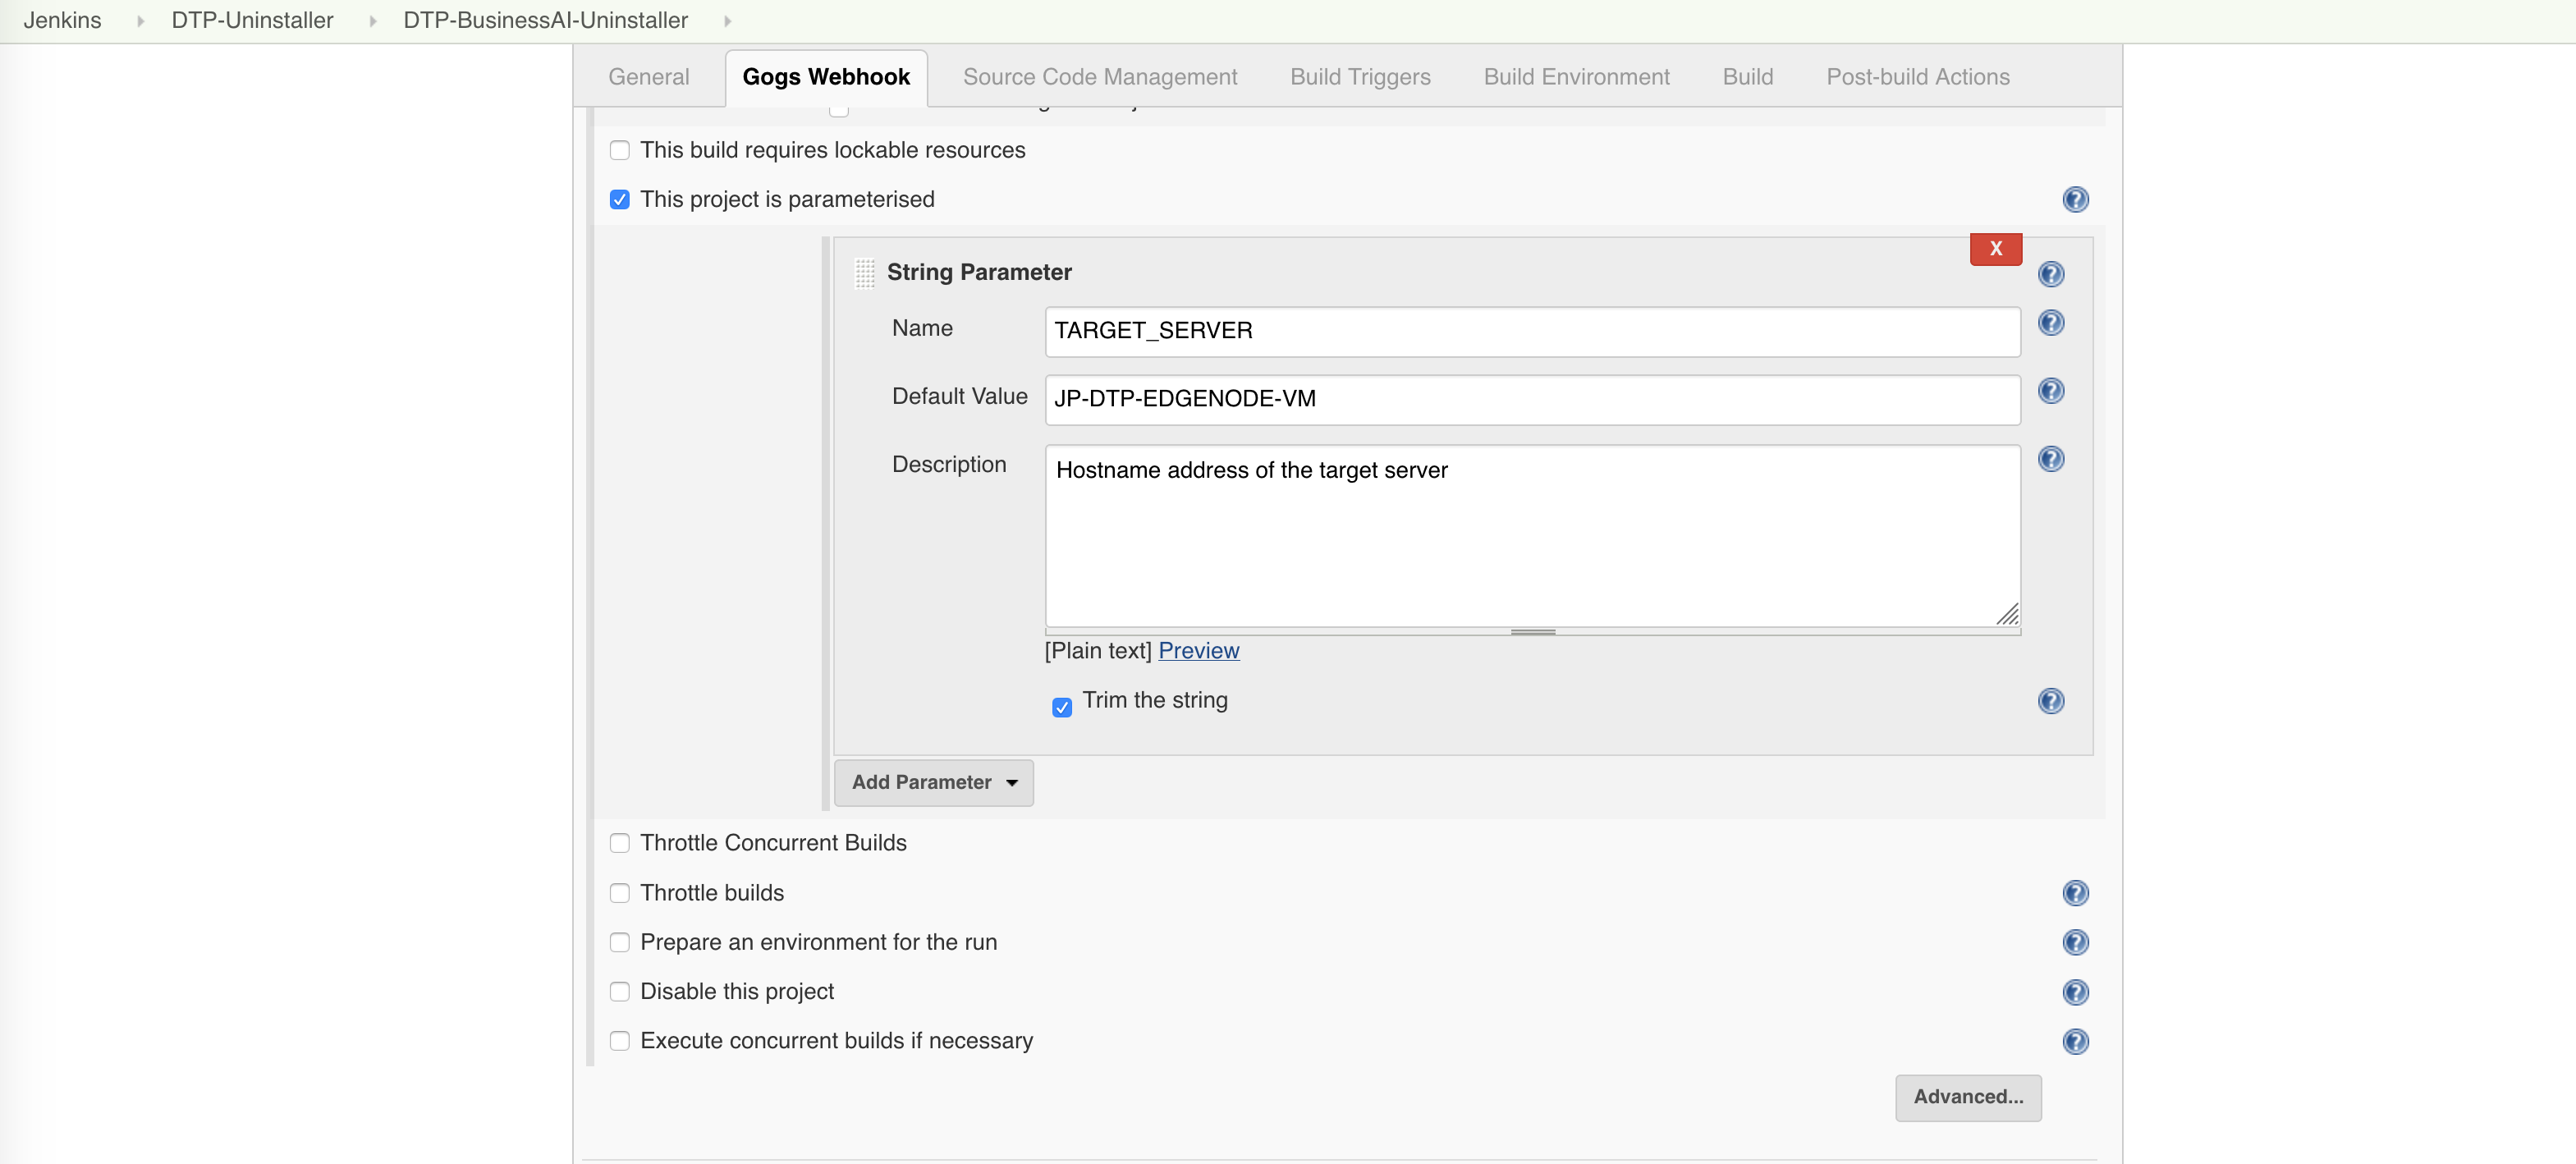 Jenkins DTP-Uninstaller DTP-BusinessAI-Uninstaller
General Gogs Webhook Source Code Management Build Triggers Build Environment Build Post-build Actions
This build requires lockable resources
This project is parameterised
X
String Parameter
Name TARGET_SERVER
Default Value JP-DTP-EDGENODE-VM
Description Hostname address of the target server
[Plain text] Preview
Trim the string
Add Parameter
Throttle Concurrent Builds
Throttle builds
Prepare an environment for the run
Disable this project
Execute concurrent builds if necessary
Advanced...